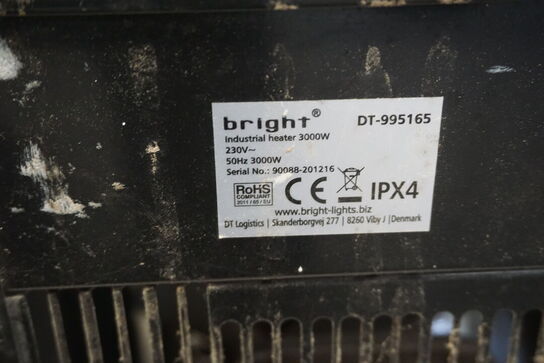 bright® DT-995165
Industrial heater 3000W
230V~
50Hz 3000W
Serial No.: 90088-201216
RoHS
COMPLIANT
2011/65/EU
CE
IPX4
www.bright-lights.biz
DT Logistics | Skanderborgvej 277 | 8260 Viby J | Denmark